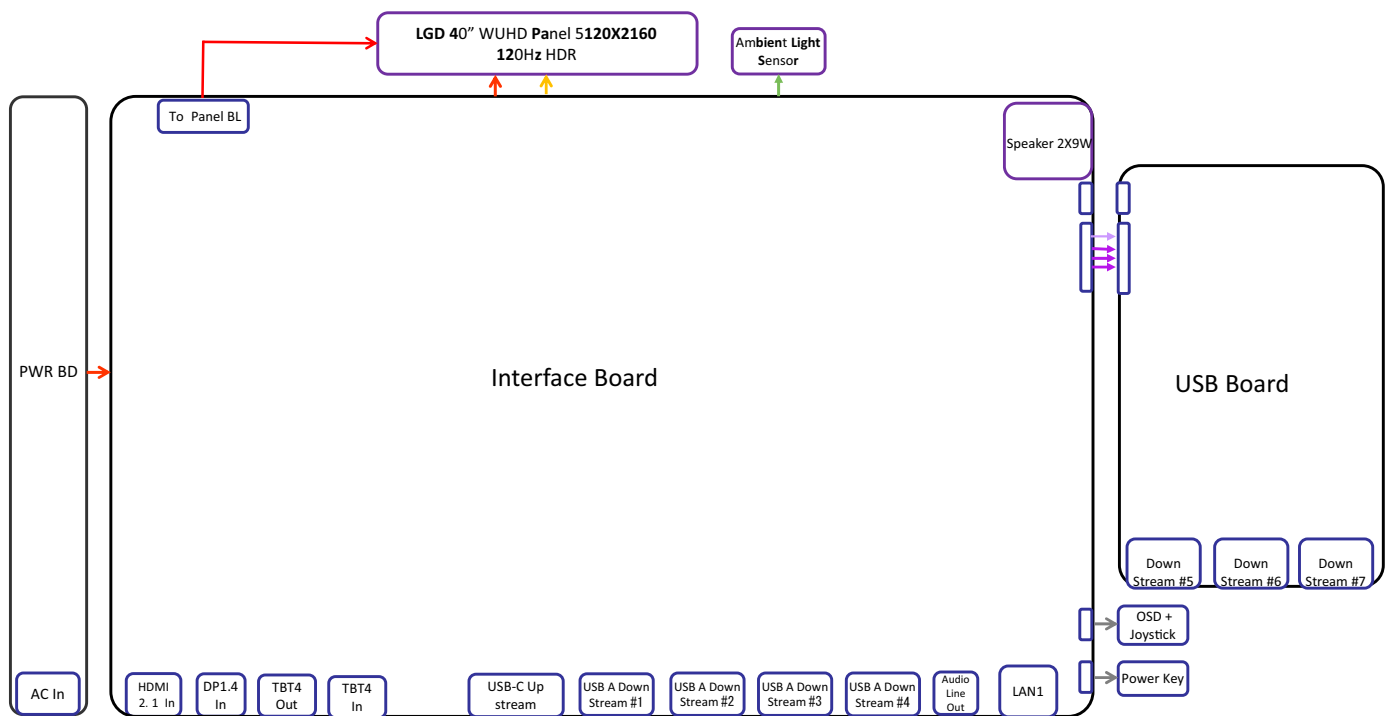 LGD 40” WUHD Panel 5120X2160
120Hz HDR
Ambient Light
Sensor
To Panel BL
Speaker 2X9W
PWR BD
Interface Board
USB Board
Down
Stream #5
Down
Stream #6
Down
Stream #7
OSD +
Joystick
Power Key
AC In
HDMI
2. 1 In
DP1.4
In
TBT4
Out
TBT4
In
USB-C Up
stream
USB A Down
Stream #1
USB A Down
Stream #2
USB A Down
Stream #3
USB A Down
Stream #4
Audio
Line
Out
LAN1